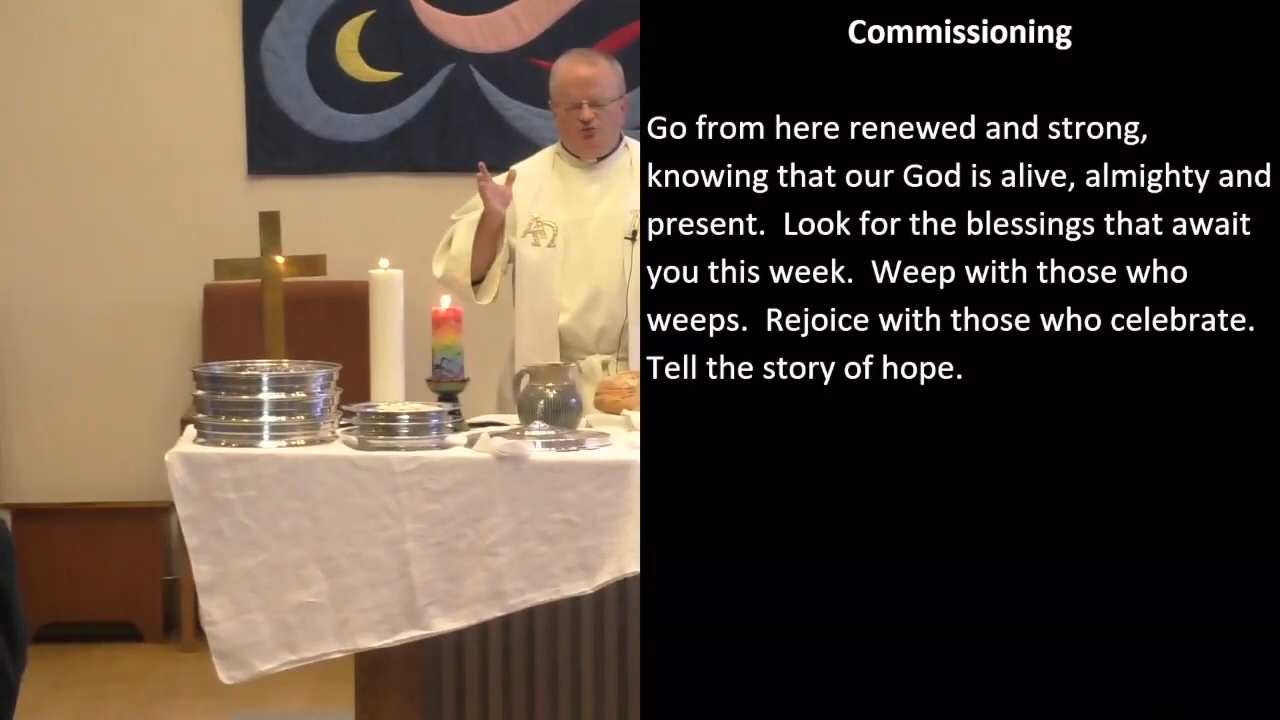 Commissioning
Go from here renewed and strong,
knowing that our God is alive, almighty and
present.  Look for the blessings that await
you this week.  Weep with those who
weeps.  Rejoice with those who celebrate.
Tell the story of hope.